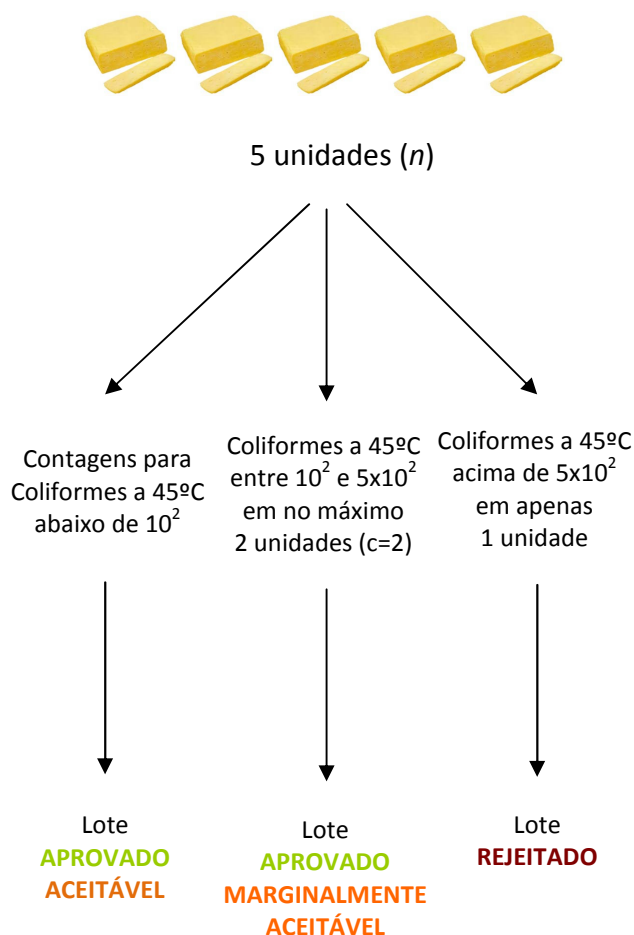 5 unidades (n)
Contagens para
Coliformes a 45ºC
abaixo de 10²
Coliformes a 45ºC
entre 10² e 5x10²
em no máximo
2 unidades (c=2)
Coliformes a 45ºC
acima de 5x10²
em apenas
1 unidade
Lote
APROVADO
ACEITÁVEL
Lote
APROVADO
MARGINALMENTE
ACEITÁVEL
Lote
REJEITADO